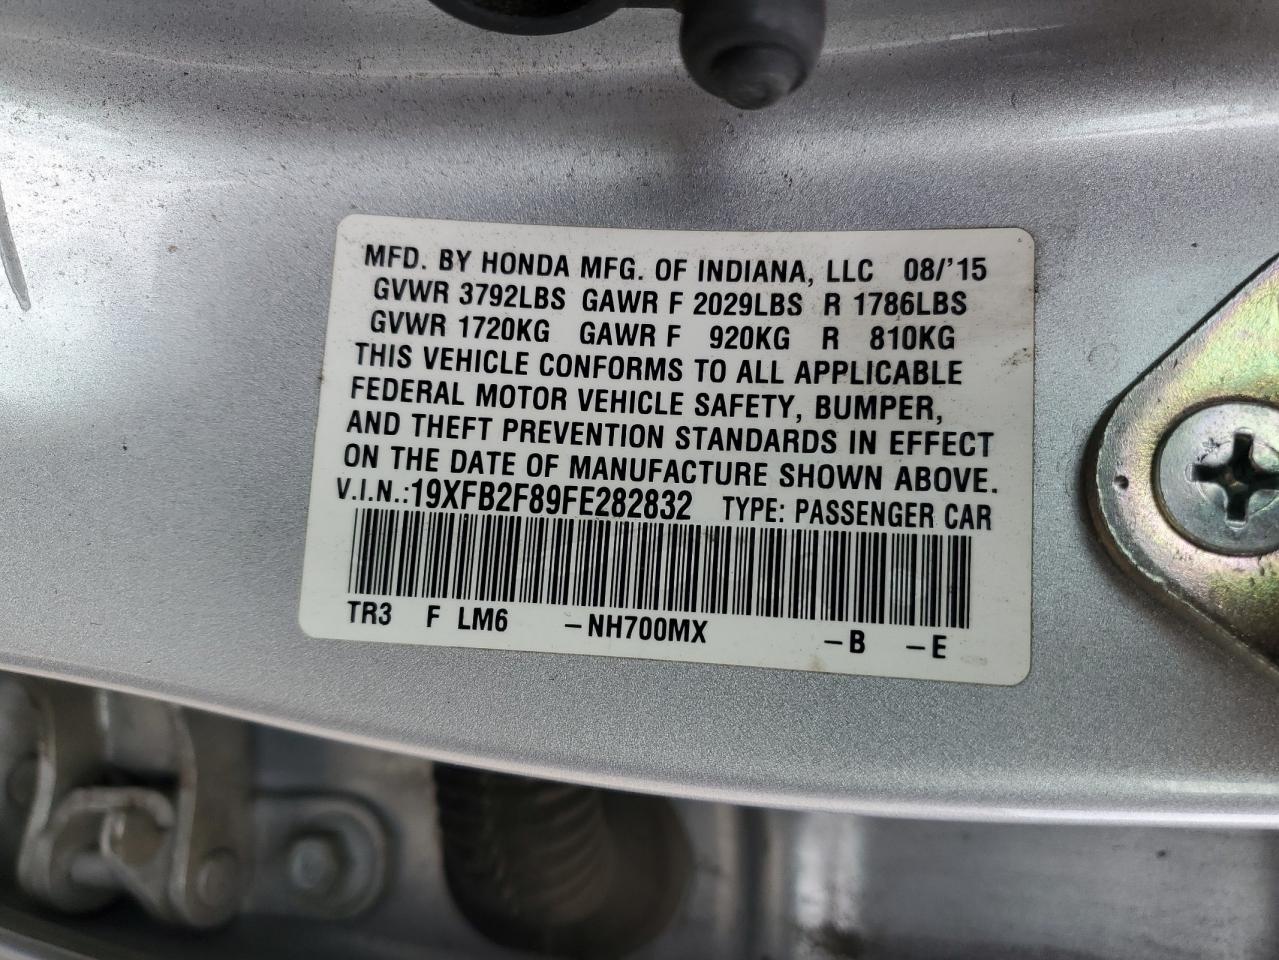 MFD. BY HONDA MFG. OF INDIANA, LLC 08/'15
GVWR 3792LBS GAWR F 2029LBS R 1786LBS
GVWR 1720KG GAWR F 920KG R 810KG
THIS VEHICLE CONFORMS TO ALL APPLICABLE
FEDERAL MOTOR VEHICLE SAFETY, BUMPER,
AND THEFT PREVENTION STANDARDS IN EFFECT
ON THE DATE OF MANUFACTURE SHOWN ABOVE.
V.I.N.:19XFB2F89FE282832 TYPE: PASSENGER CAR
TR3 F LM6 –NH700MX –B –E